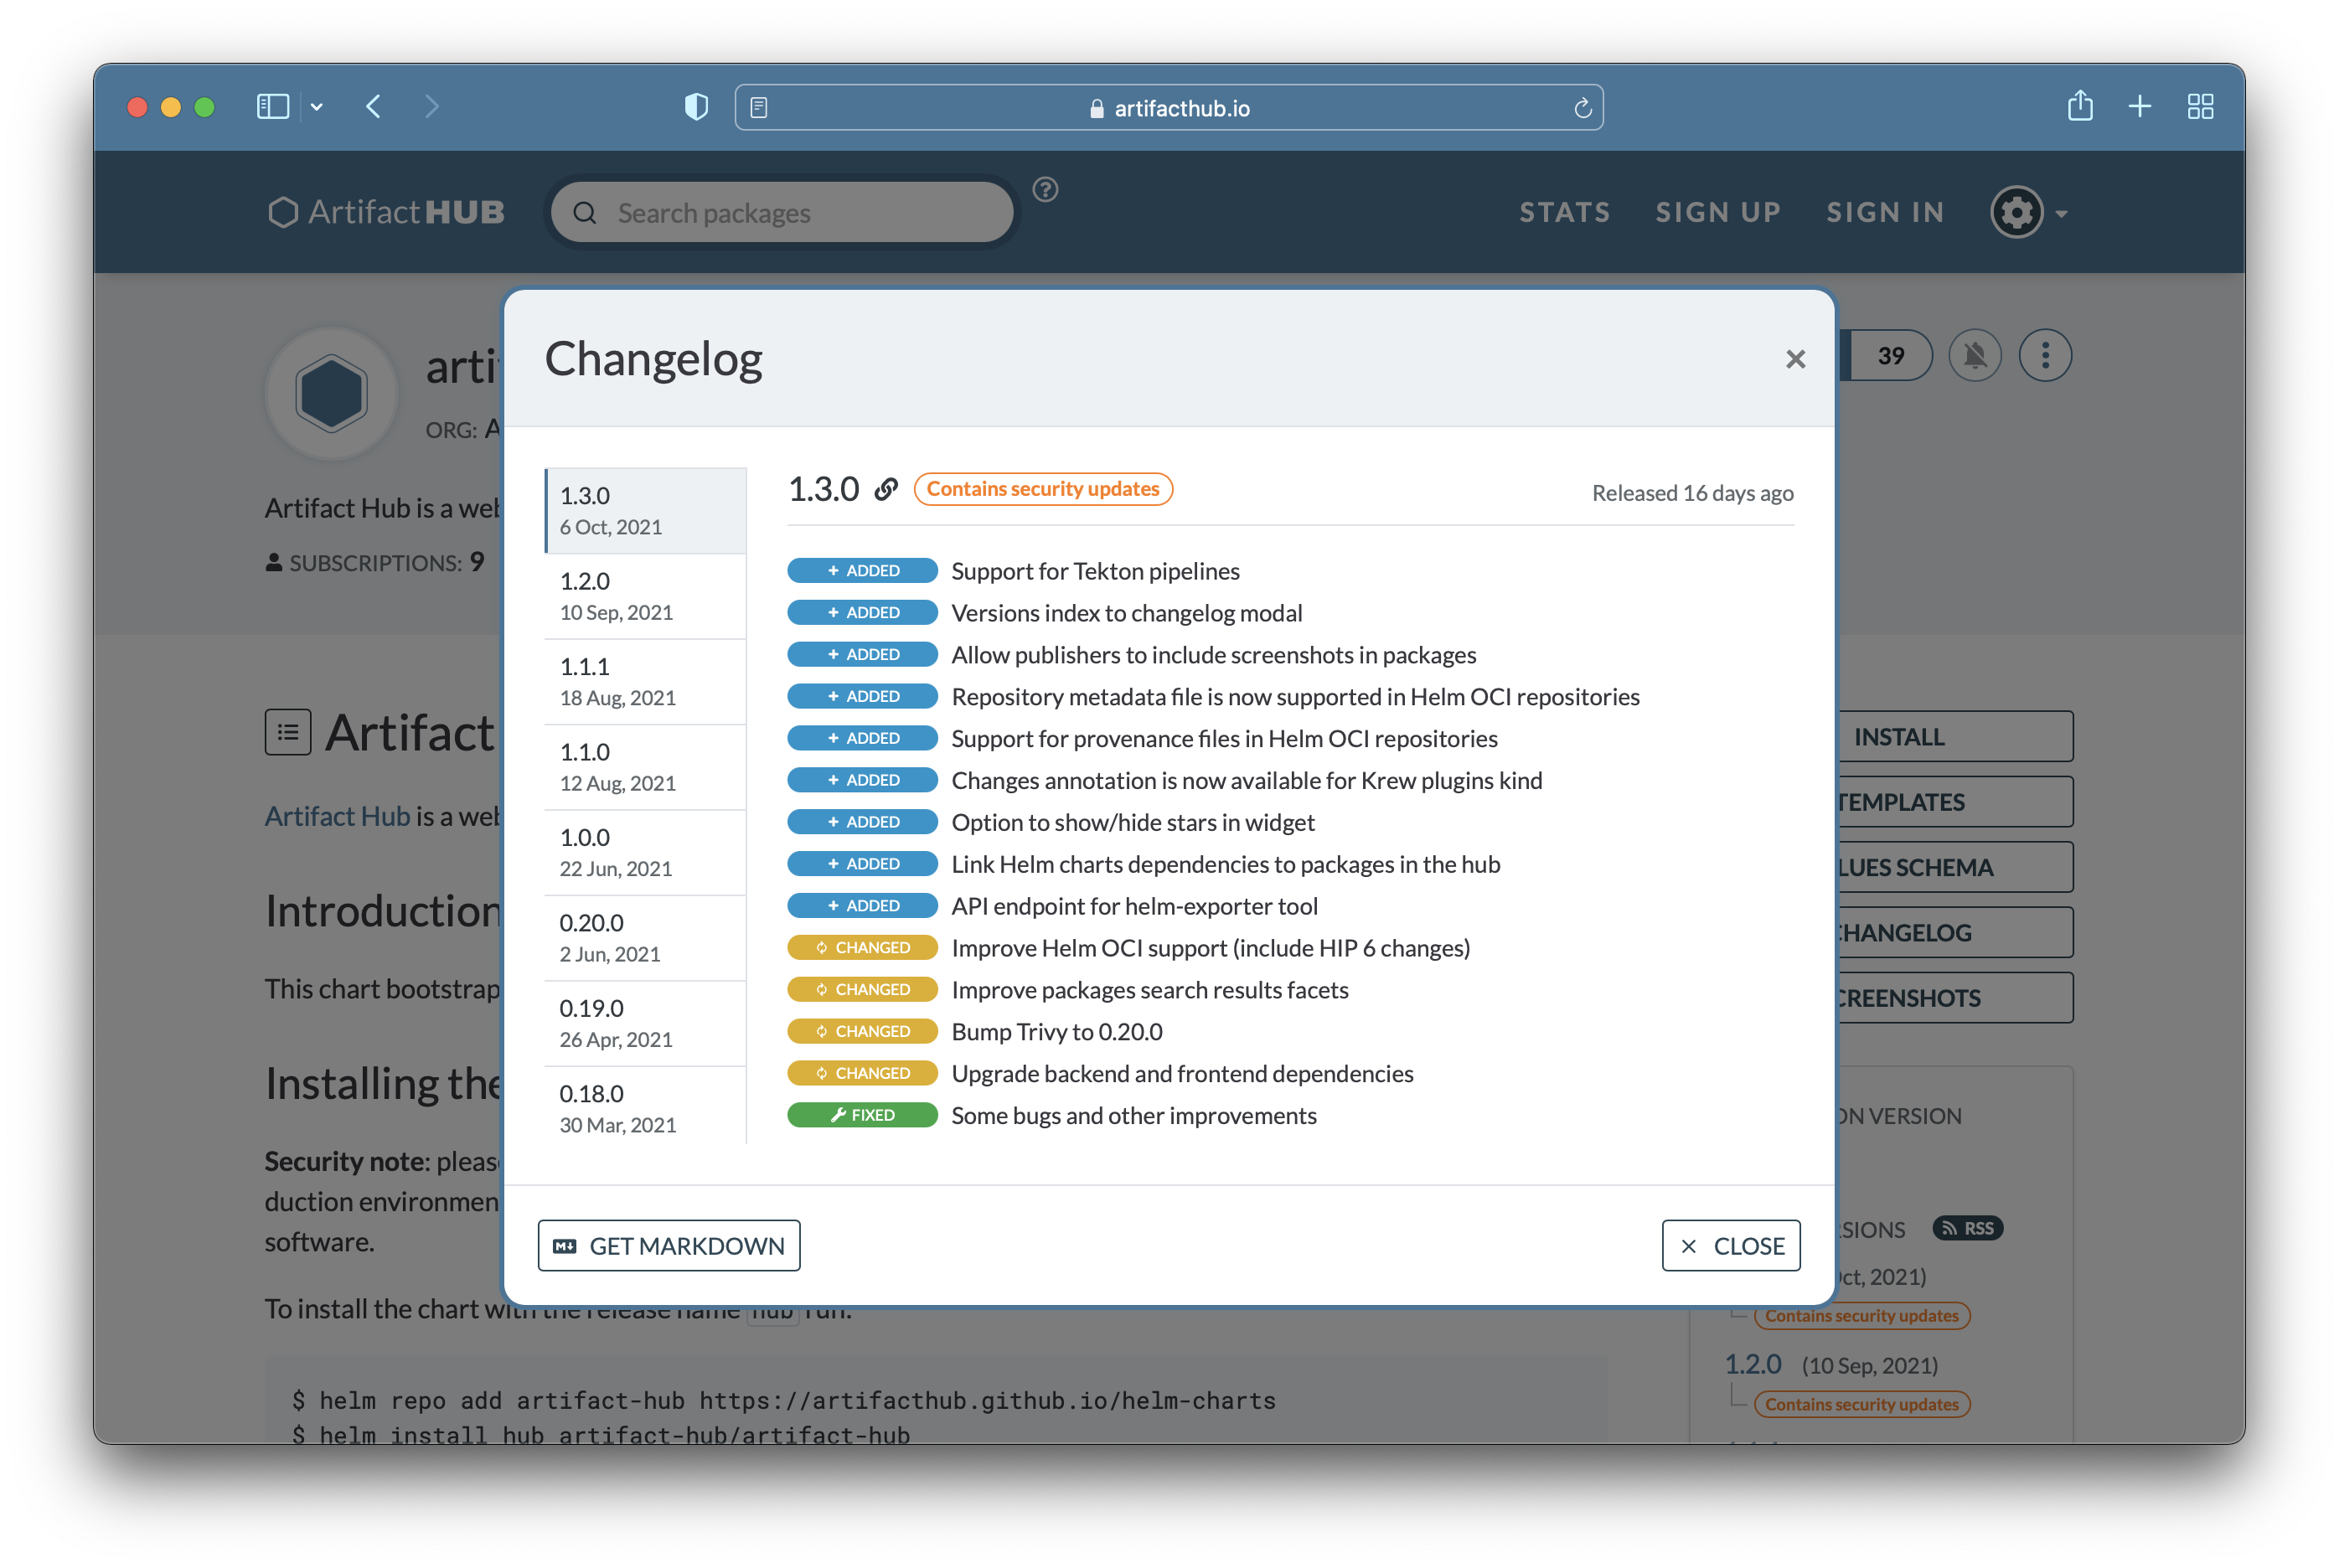 artifacthub.io
Artifact HUB
Search packages
STATS SIGN UP SIGN IN
Changelog
39
ORG:
Artifact Hub is a
SUBSCRIPTIONS: 9
1.3.0
6 Oct, 2021
1.2.0
10 Sep, 2021
1.1.1
18 Aug, 2021
1.1.0
12 Aug, 2021
1.0.0
22 Jun, 2021
0.20.0
2 Jun, 2021
0.19.0
26 Apr, 2021
0.18.0
30 Mar, 2021
1.3.0 Contains security updates Released 16 days ago
+ ADDED Support for Tekton pipelines
+ ADDED Versions index to changelog modal
+ ADDED Allow publishers to include screenshots in packages
+ ADDED Repository metadata file is now supported in Helm OCI repositories
+ ADDED Support for provenance files in Helm OCI repositories
+ ADDED Changes annotation is now available for Krew plugins kind
+ ADDED Option to show/hide stars in widget
+ ADDED Link Helm charts dependencies to packages in the hub
+ ADDED API endpoint for helm-exporter tool
CHANGED Improve Helm OCI support (include HIP 6 changes)
CHANGED Improve packages search results facets
CHANGED Bump Trivy to 0.20.0
CHANGED Upgrade backend and frontend dependencies
FIXED Some bugs and other improvements
GET MARKDOWN
CLOSE
Artifact
Artifact Hub is a
Introduction
This chart
Installing the
Security note:
duction
software.
To install the chart with the release name hub run:
$ helm repo add artifact-hub https://artifacthub.github.io/helm-charts
$ helm install hub artifact-hub/artifact-hub
INSTALL
TEMPLATES
SCHEMA
CHANGELOG
SCREENSHOTS
VERSION
RSS
2021)
Contains security updates
1.2.0 (10 Sep, 2021)
Contains security updates